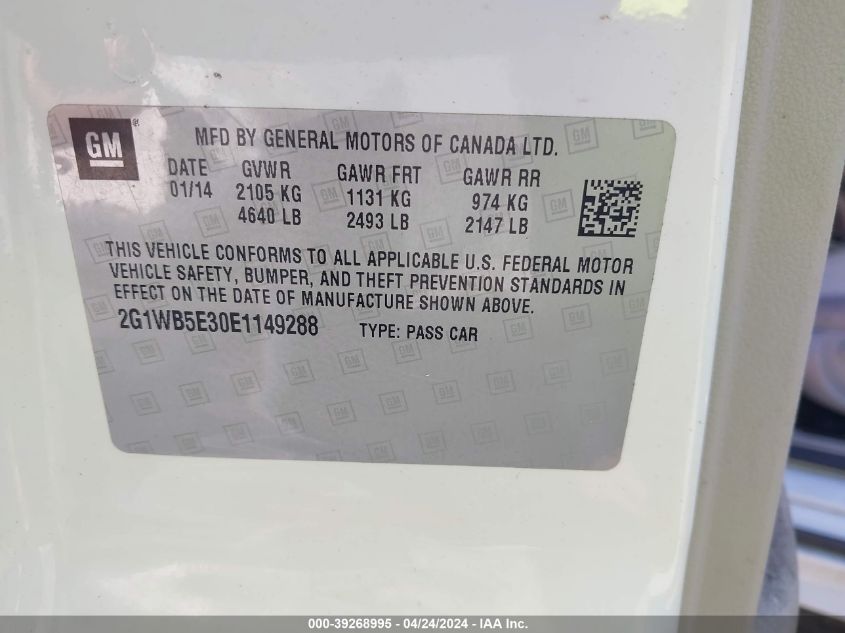 GM
MFD BY GENERAL MOTORS OF CANADA LTD.
DATE GVWR GAWR FRT GAWR RR
01/14 2105 KG 1131 KG 974 KG
4640 LB 2493 LB 2147 LB
THIS VEHICLE CONFORMS TO ALL APPLICABLE U.S. FEDERAL MOTOR
VEHICLE SAFETY, BUMPER, AND THEFT PREVENTION STANDARDS IN
EFFECT ON THE DATE OF MANUFACTURE SHOWN ABOVE.
2G1WB5E30E1149288 TYPE: PASS CAR
000-39268995 - 04/24/2024 - IAA Inc.